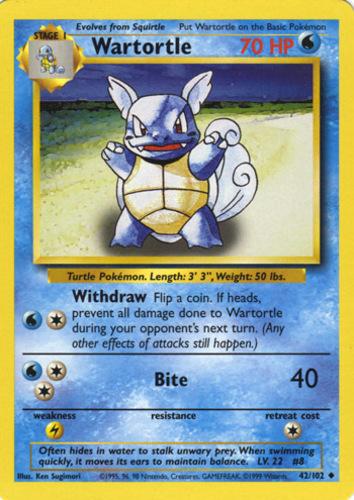 Evolves from Squirtle Put Wartortle on the Basic Pokémon
STAGE 1
Wartortle 70 HP
Turtle Pokémon. Length: 3' 3", Weight: 50 lbs.
Withdraw Flip a coin. If heads,
prevent all damage done to Wartortle
during your opponent's next turn. (Any
other effects of attacks still happen.)
Bite 40
weakness resistance retreat cost
Often hides in water to stalk unwary prey. When swimming
quickly, it moves its ears to maintain balance. LV. 22 #8
Illus. Ken Sugimori ©1995, 96, 98 Nintendo, Creatures, GAMEFREAK. ©1999 Wizards. 42/102